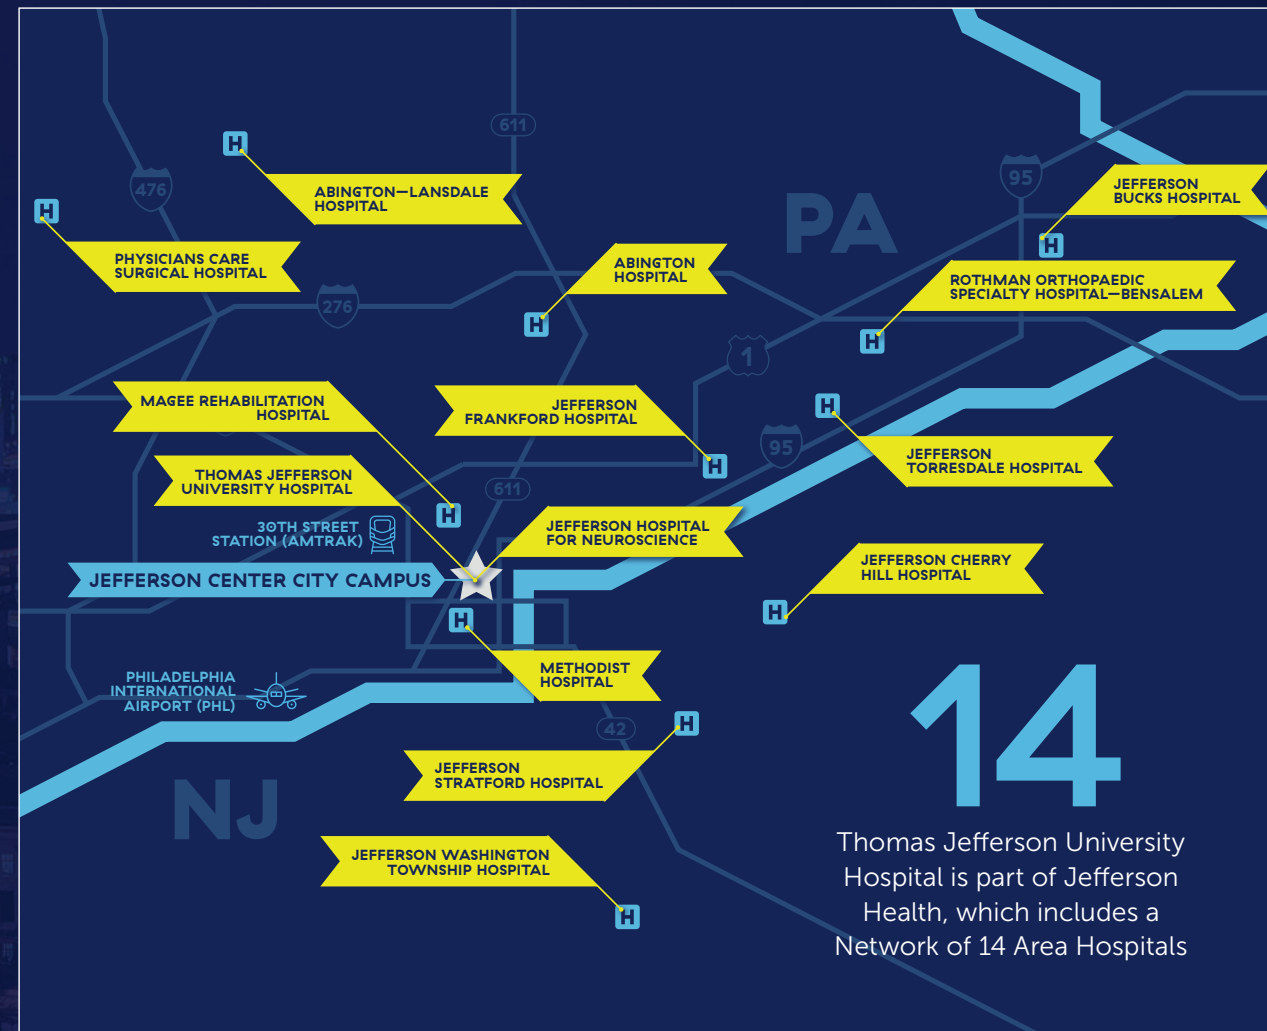 611
H
ABINGTON—LANSDALE
HOSPITAL
476
95
JEFFERSON
BUCKS HOSPITAL
H
H
PA
PHYSICIANS CARE
SURGICAL HOSPITAL
ABINGTON
HOSPITAL
ROTHMAN ORTHOPAEDIC
SPECIALTY HOSPITAL—BENSALEM
276
H
H
1
MAGEE REHABILITATION
HOSPITAL
JEFFERSON
FRANKFORD HOSPITAL
H
95
JEFFERSON
TORRESDALE HOSPITAL
H
THOMAS JEFFERSON
UNIVERSITY HOSPITAL
611
H
30TH STREET
STATION (AMTRAK)
JEFFERSON HOSPITAL
FOR NEUROSCIENCE
JEFFERSON CENTER CITY CAMPUS
JEFFERSON CHERRY
HILL HOSPITAL
H
H
METHODIST
HOSPITAL
PHILADELPHIA
INTERNATIONAL
AIRPORT (PHL)
42
H
JEFFERSON
STRATFORD HOSPITAL
NJ
JEFFERSON WASHINGTON
TOWNSHIP HOSPITAL
H
14
Thomas Jefferson University
Hospital is part of Jefferson
Health, which includes a
Network of 14 Area Hospitals